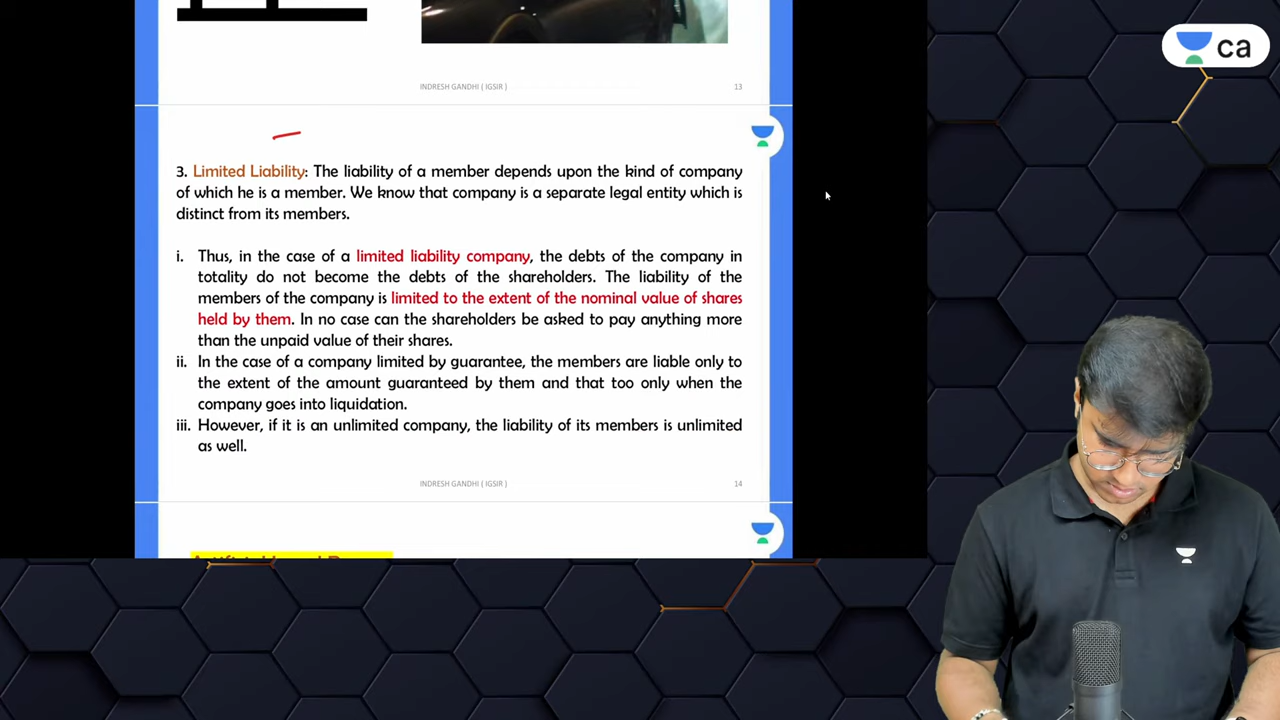 ca
INDRESH GANDHI ( IGSIR )
13
3. Limited Liability: The liability of a member depends upon the kind of company
of which he is a member. We know that company is a separate legal entity which is
distinct from its members.
i. Thus, in the case of a limited liability company, the debts of the company in
totality do not become the debts of the shareholders. The liability of the
members of the company is limited to the extent of the nominal value of shares
held by them. In no case can the shareholders be asked to pay anything more
than the unpaid value of their shares.
ii. In the case of a company limited by guarantee, the members are liable only to
the extent of the amount guaranteed by them and that too only when the
company goes into liquidation.
iii. However, if it is an unlimited company, the liability of its members is unlimited
as well.
INDRESH GANDHI ( IGSIR )
14